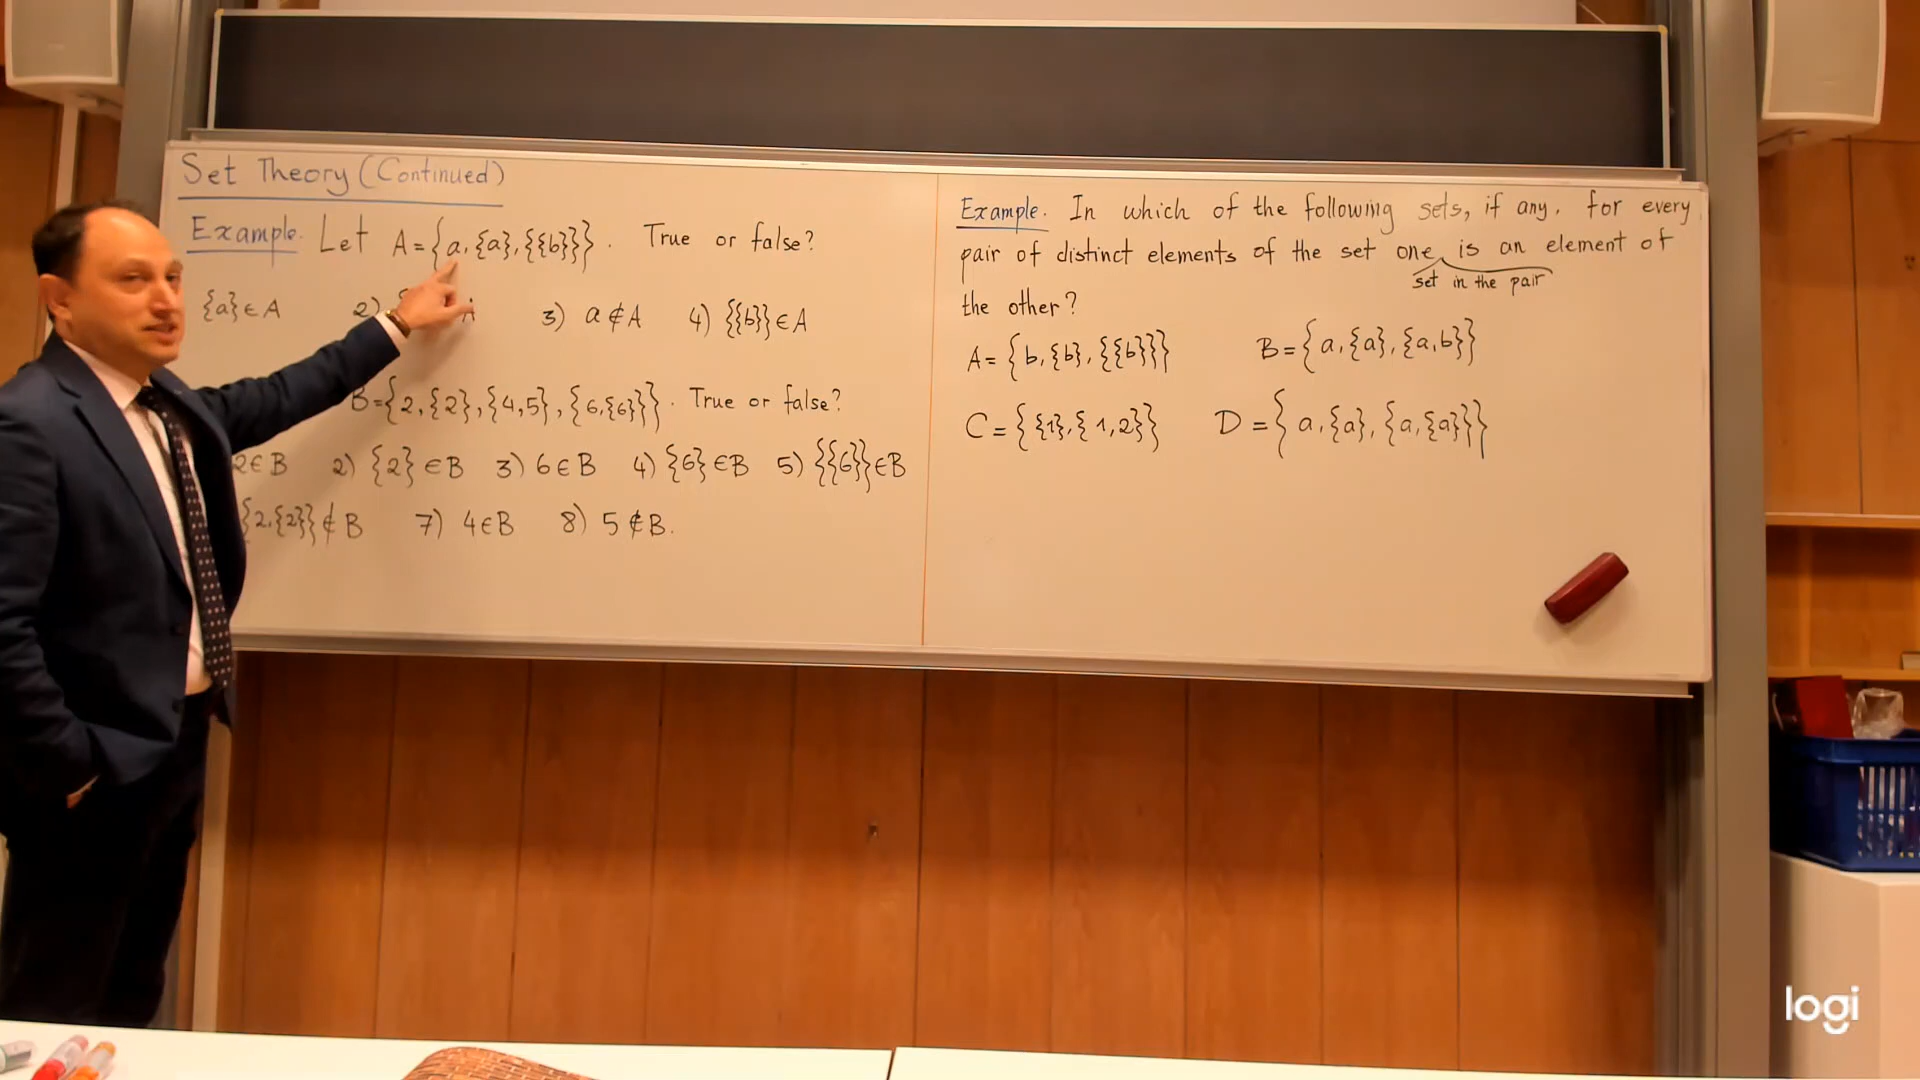 Set Theory (Continued)
Example. Let A={a,{a},{{b}}}. True or false?
{a}∈A 2) { A 3) a∉A 4) {{b}}∈A
B={2,{2},{4,5},{6,{6}}}. True or false?
2∈B 2) {2}∈B 3) 6∈B 4) {6}∈B 5) {{6}}∈B
{2,{2}}∉B 7) 4∈B 8) 5∉B.
Example. In which of the following sets, if any, for every
pair of distinct elements of the set one is an element of
set in the pair
the other?
A={b,{b},{{b}}} B={a,{a},{a,b}}
C={{1},{1,2}} D={a,{a},{a,{a}}}
logi